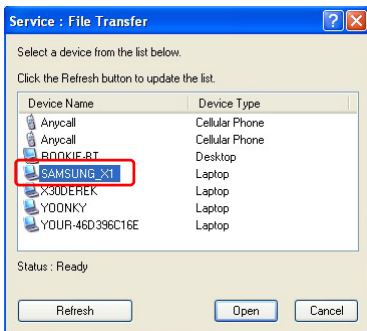 Service : File Transfer
Select a device from the list below.
Click the Refresh button to update the list.
Device Name Device Type
Anycall Cellular Phone
Anycall Cellular Phone
ROOKIE-BT Desktop
SAMSUNG_X1 Laptop
X30DEREK Laptop
YOONKY Laptop
YOUR-46D396C16E Laptop
Status : Ready
Refresh Open Cancel